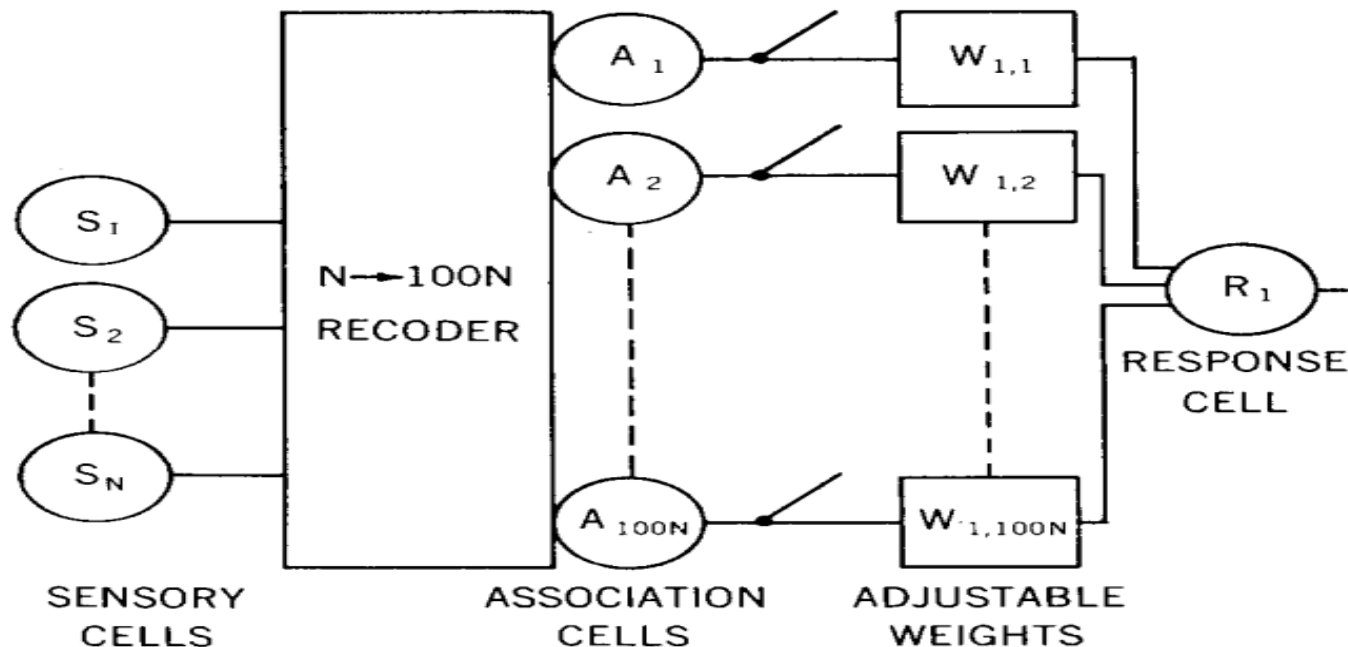 A 1
W 1,1
A 2
W 1,2
S 1
N→100N
RECODER
S 2
R 1
RESPONSE
CELL
S N
A 100N
W 1,100N
SENSORY
CELLS
ASSOCIATION
CELLS
ADJUSTABLE
WEIGHTS